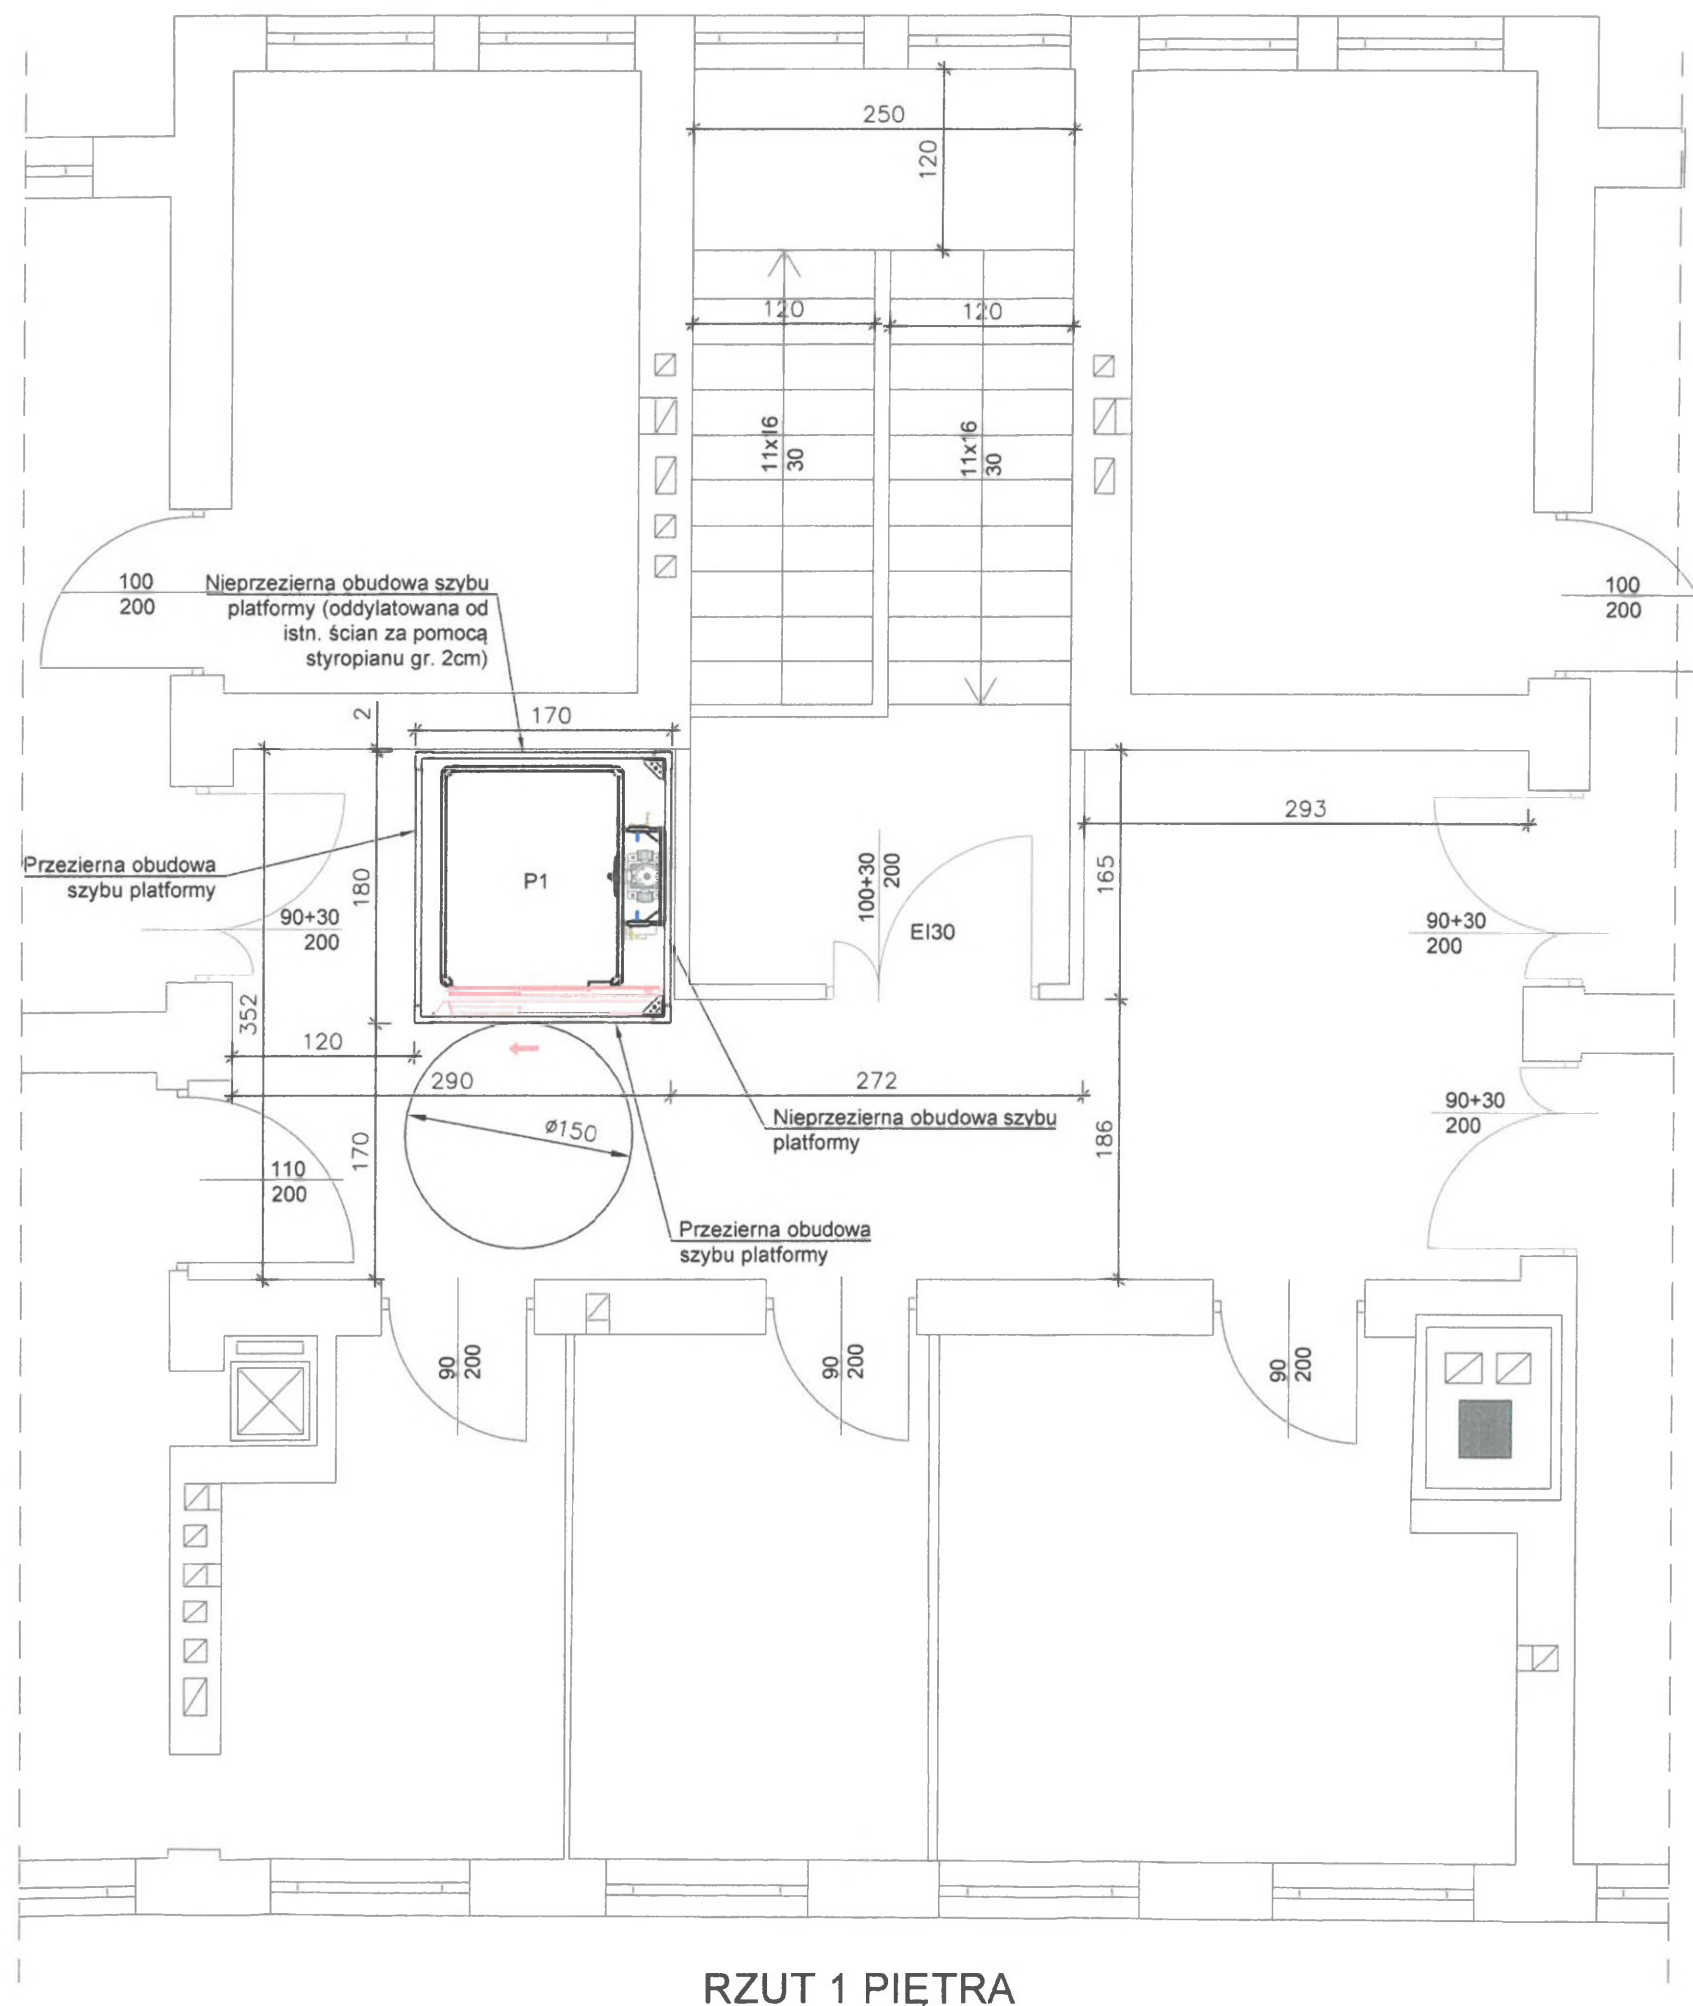 250
120
120
120
11x16
30
11x16
30
100
200
Nieprzezierna obudowa szybu
platformy (oddylatowana od
istn. ścian za pomocą
styropianu gr. 2cm)
100
200
2
170
293
Przezierna obudowa
szybu platformy
180
P1
100+30
200
165
90+30
200
EI30
90+30
200
352
120
290
272
90+30
200
Nieprzezierna obudowa szybu
platformy
ø150
170
186
110
200
Przezierna obudowa
szybu platformy
90
200
90
200
90
200
RZUT 1 PIĘTRA